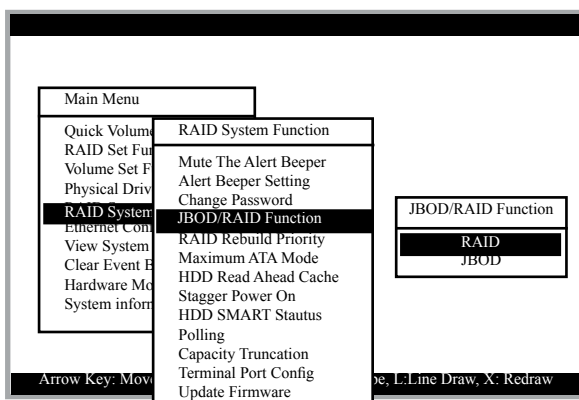 Main Menu
Quick Volume
RAID Set Fun
Volume Set F
Physical Driv
RAID System
Ethernet Con
View System
Clear Event B
Hardware Mo
System inform
RAID System Function
Mute The Alert Beeper
Alert Beeper Setting
Change Password
JBOD/RAID Function
RAID Rebuild Priority
Maximum ATA Mode
HDD Read Ahead Cache
Stagger Power On
HDD SMART Stautus
Polling
Capacity Truncation
Terminal Port Config
Update Firmware
JBOD/RAID Function
RAID
JBOD
Arrow Key: Move L:Line Draw, X: Redraw